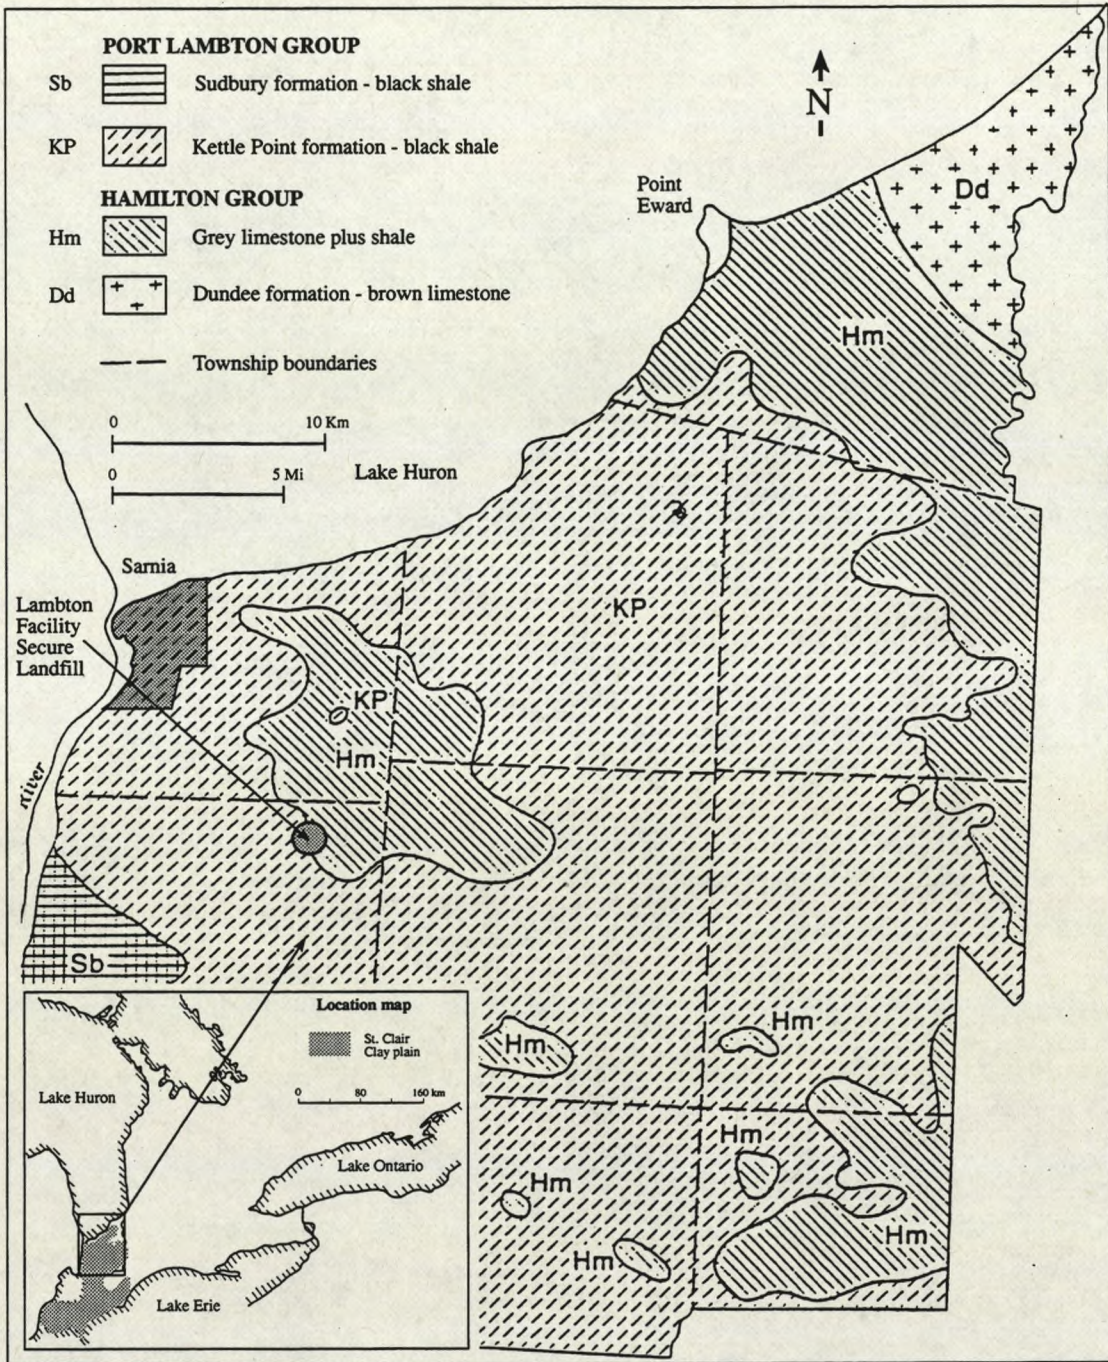 PORT LAMBTON GROUP
Sb Sudbury formation - black shale
KP Kettle Point formation - black shale
HAMILTON GROUP
Hm Grey limestone plus shale
Dd Dundee formation - brown limestone
Township boundaries
0 10 Km
0 5 Mi
N
Point
Eward
Dd
Hm
Lake Huron
Sarnia
Lambton
Facility
Secure
Landfill
KP
KP
Hm
River
Sb
Location map
St. Clair
Clay plain
0 80 160 km
Lake Huron
Lake Ontario
Lake Erie
Hm
Hm
Hm
Hm
Hm
Hm